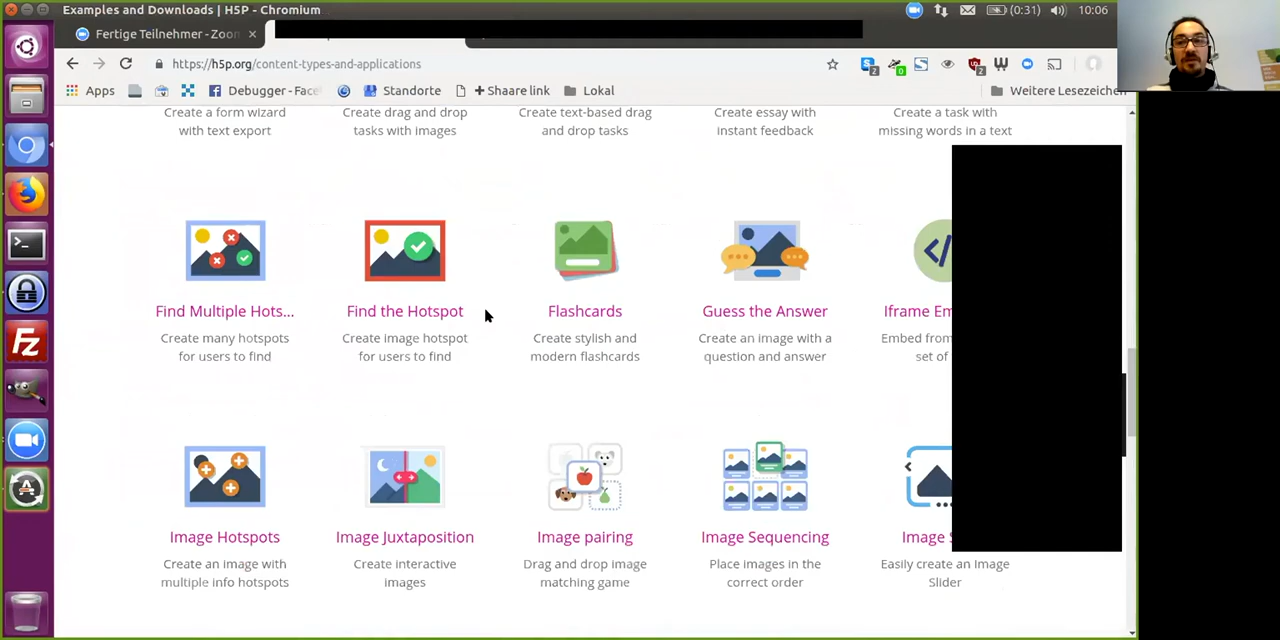 Examples and Downloads | H5P - Chromium
(0:31) 10:06
Fertige Teilnehmer - Zoo
https://h5p.org/content-types-and-applications
2 0 2
Apps
Debugger - Fac
Standorte
Shaare link
Lokal
Weitere Lesezeichen
Create a form wizard
with text export
Create drag and drop
tasks with images
Create text-based drag
and drop tasks
Create essay with
instant feedback
Create a task with
missing words in a text
Find Multiple Hots...
Create many hotspots
for users to find
Find the Hotspot
Create image hotspot
for users to find
Flashcards
Create stylish and
modern flashcards
Guess the Answer
Create an image with a
question and answer
Iframe Em
Embed from
set of
Image Hotspots
Create an image with
multiple info hotspots
Image Juxtaposition
Create interactive
images
Image pairing
Drag and drop image
matching game
Image Sequencing
Place images in the
correct order
Image S
Easily create an Image
Slider